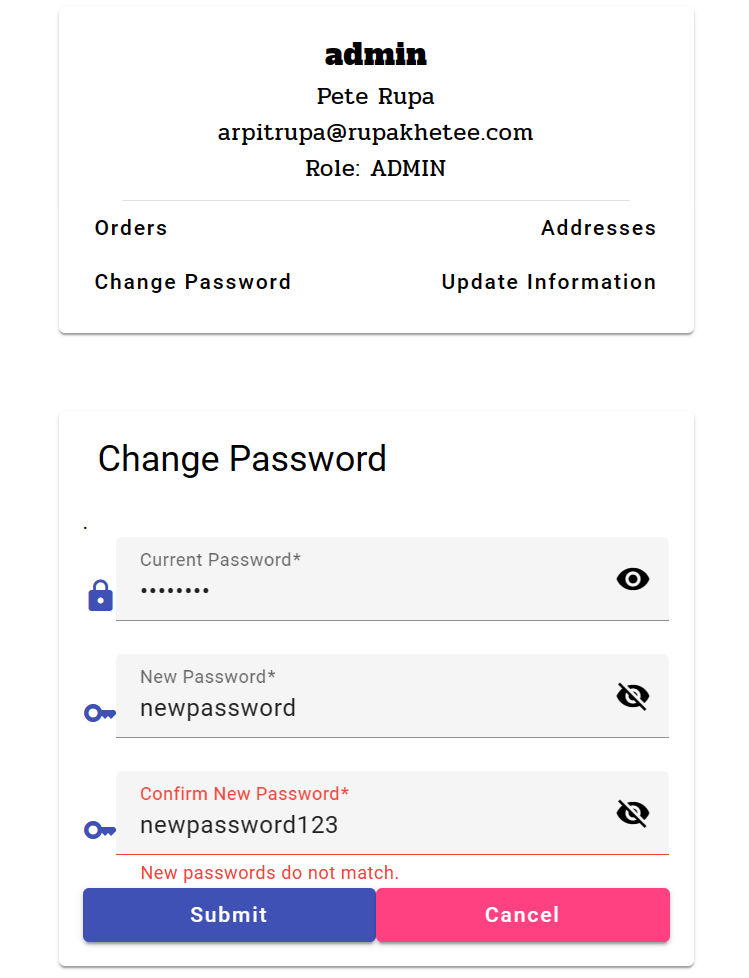 admin
Pete Rupa
arpitrupa@rupakhetee.com
Role: ADMIN
Orders Addresses
Change Password Update Information
Change Password
.
Current Password*
••••••••
New Password*
newpassword
Confirm New Password*
newpassword123
New passwords do not match.
Submit Cancel